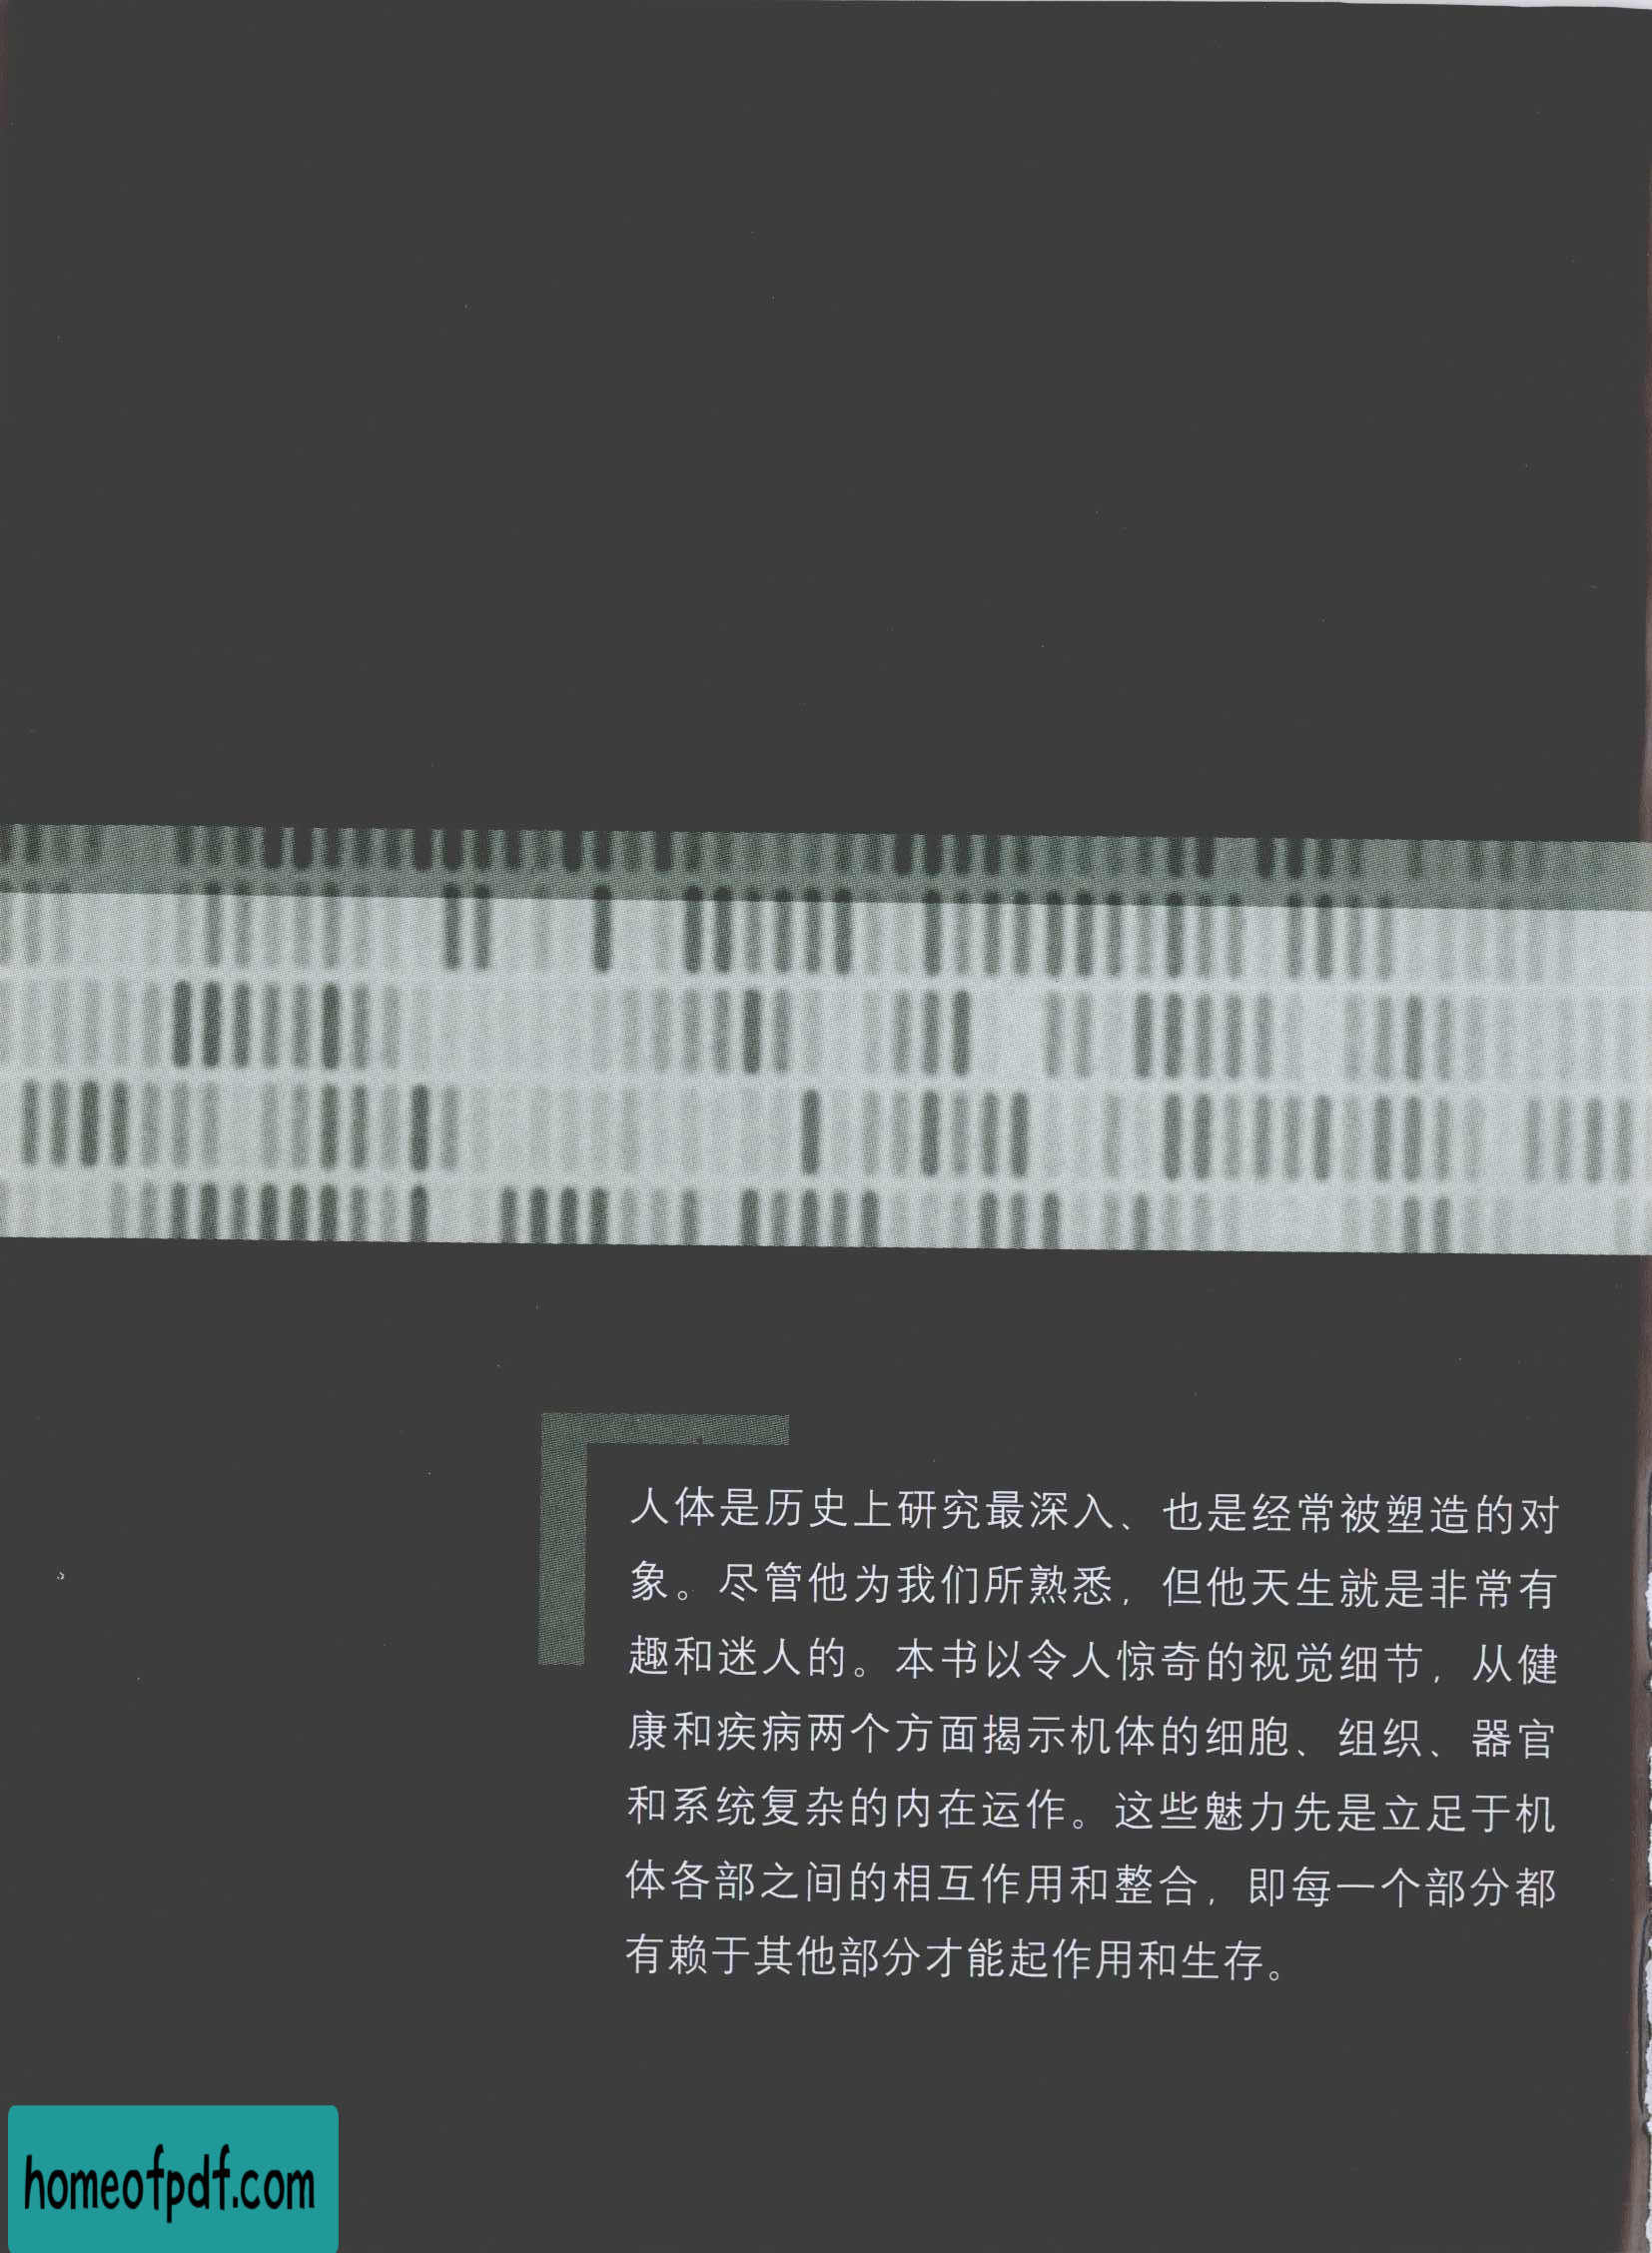 人体是历史上研究最深入、也是经常被塑造的对
象。尽管他为我们所熟悉，但他天生就是非常有
趣和迷人的。本书以令人惊奇的视觉细节，从健
康和疾病两个方面揭示机体的细胞、组织、器官
和系统复杂的内在运作。这些魅力先是立足于机
体各部之间的相互作用和整合，即每一个部分都
有赖于其他部分才能起作用和生存。
homeofpdf.com